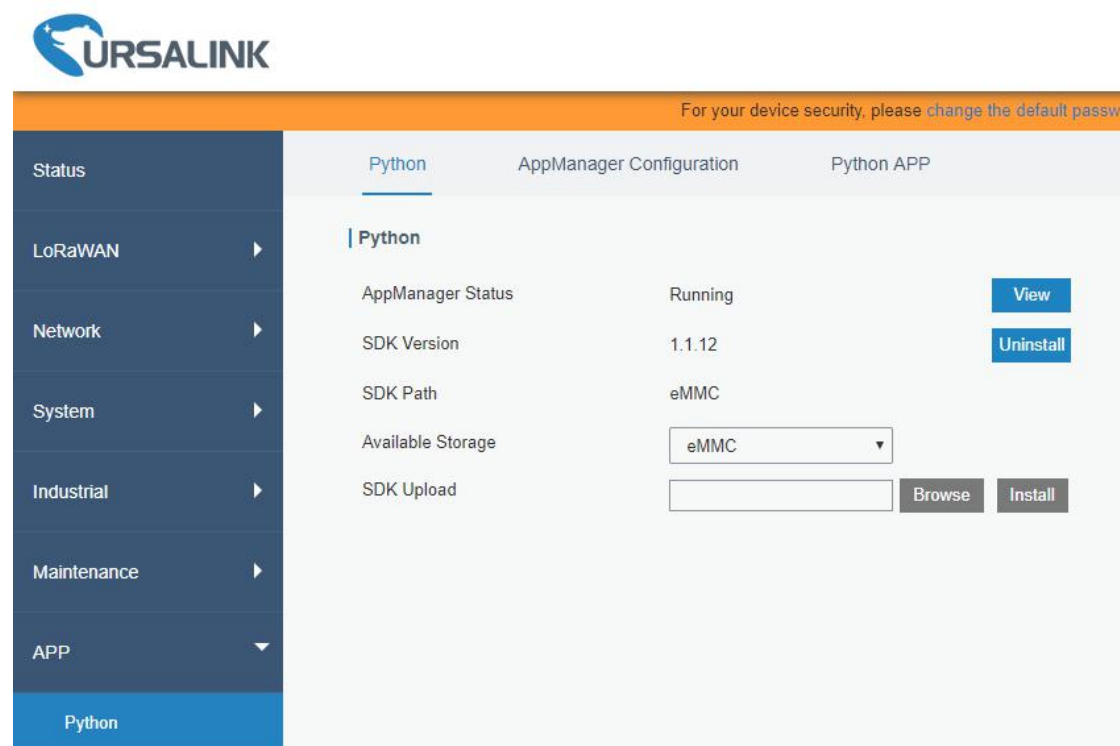 URSALINK
For your device security, please change the default passw
Status
Python AppManager Configuration Python APP
LoRaWAN
Python
AppManager Status Running View
Network
SDK Version 1.1.12 Uninstall
SDK Path eMMC
System
Available Storage eMMC
Industrial
SDK Upload Browse Install
Maintenance
APP
Python